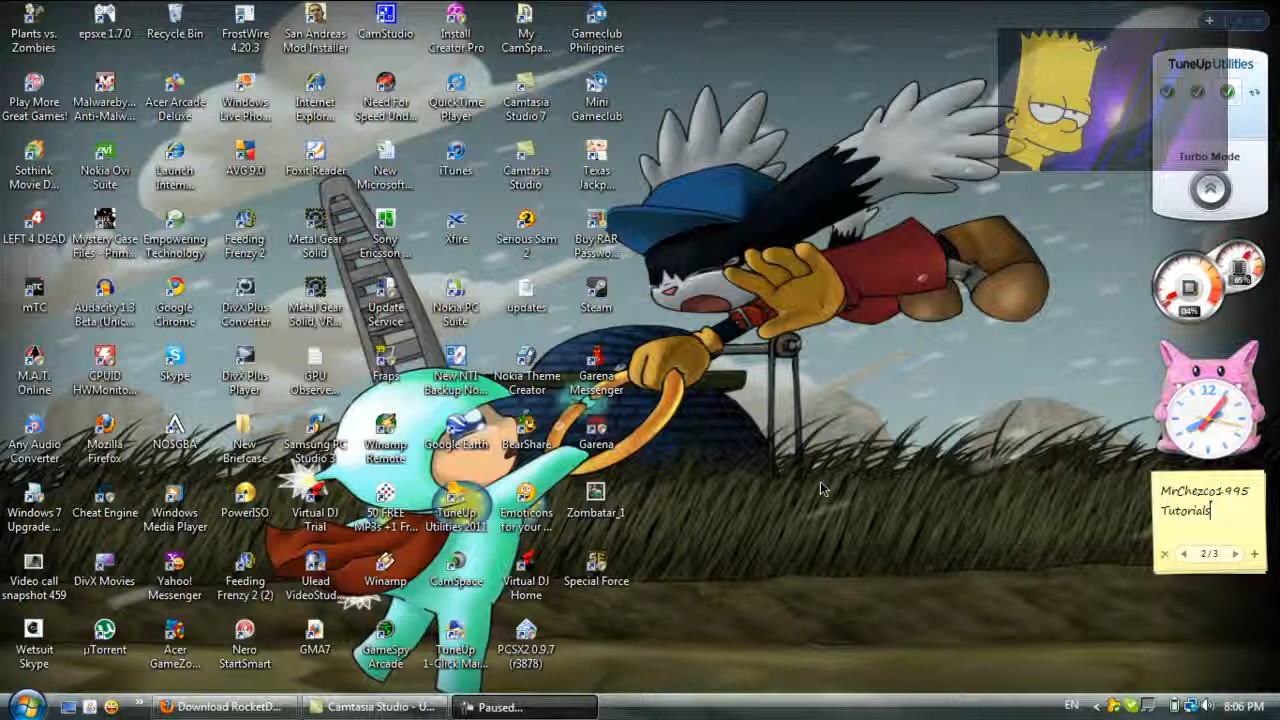 Plants vs.
Zombies
epsxe 1.7.0
Recycle Bin
FrostWire
4.20.3
San Andreas
Mod Installer
CamStudio
Install
Creator Pro
My
CamSpa...
Gameclub
Philippines
Play More
Great Games!
Malwareby...
Anti-Malw...
Acer Arcade
Deluxe
Windows
Live Pho...
Internet
Explor...
Need For
Speed Und...
QuickTime
Player
Camtasia
Studio 7
Mini
Gameclub
Sothink
Movie D...
Nokia Ovi
Suite
Launch
Intern...
AVG 9.0
Foxit Reader
New
Microsoft...
iTunes
Camtasia
Studio
Texas
Jackp...
LEFT 4 DEAD
Mystery Case
Files - Prim...
Empowering
Technology
Feeding
Frenzy 2
Metal Gear
Solid
Sony
Ericsson ...
Xfire
Serious Sam
2
Buy RAR
Passwo...
mTC
Audacity 1.3
Beta (Unic...
Google
Chrome
DivX Plus
Converter
Metal Gear
Solid, VR...
Update
Service
Nokia PC
Suite
updates
Steam
M.A.T.
Online
CPUID
HWMonito...
Skype
DivX Plus
Player
GPU
Observe...
Fraps
New NTI
Backup No...
Nokia Theme
Creator
Garena
Messenger
Any Audio
Converter
Mozilla
Firefox
NO$GBA
New
Briefcase
Samsung PC
Studio 3
Winamp
Remote
Google Earth
BearShare
Garena
Windows 7
Upgrade ...
Cheat Engine
Windows
Media Player
PowerISO
Virtual DJ
Trial
50 FREE
MP3s +1 Fr...
TuneUp
Utilities 2011
Emoticons
for your ...
Zombatar_1
Video call
snapshot 459
DivX Movies
Yahoo!
Messenger
Feeding
Frenzy 2 (2)
Ulead
VideoStud...
Winamp
CamSpace
Virtual DJ
Home
Special Force
Wetsuit
Skype
µTorrent
Acer
GameZo...
Nero
StartSmart
GMA7
GameSpy
Arcade
TuneUp
1-Click Mai...
PCSX2 0.9.7
(r3878)
TuneUp Utilities
Turbo Mode
65%
04%
12
MrChezco1995
Tutorials
2/3
Download RocketD...
Camtasia Studio - U...
Paused...
EN
8:06 PM